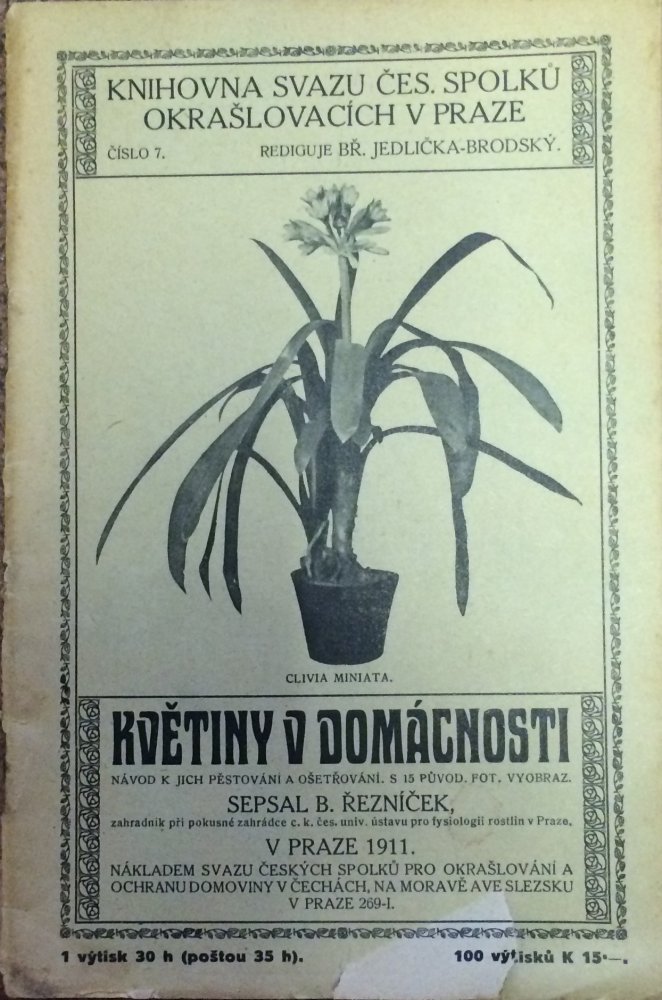 KNIHOVNA SVAZU ČES. SPOLKŮ
OKRAŠLOVACÍCH V PRAZE
ČÍSLO 7. REDIGUJE BŘ. JEDLIČKA-BRODSKÝ.
CLIVIA MINIATA.
KVĚTINY V DOMÁCNOSTI
NÁVOD K JICH PĚSTOVÁNÍ A OŠETŘOVÁNÍ. S 15 PŮVOD. FOT. VYOBRAZ.
SEPSAL B. ŘEZNÍČEK,
zahradník při pokusné zahrádce c. k. čes. univ. ústavu pro fysiologii rostlin v Praze.
V PRAZE 1911.
NÁKLADEM SVAZU ČESKÝCH SPOLKŮ PRO OKRAŠLOVÁNÍ A
OCHRANU DOMOVINY V ČECHÁCH, NA MORAVĚ A VE SLEZSKU
V PRAZE 269-I.
1 výtisk 30 h (poštou 35 h). 100 výtisků K 15·—.